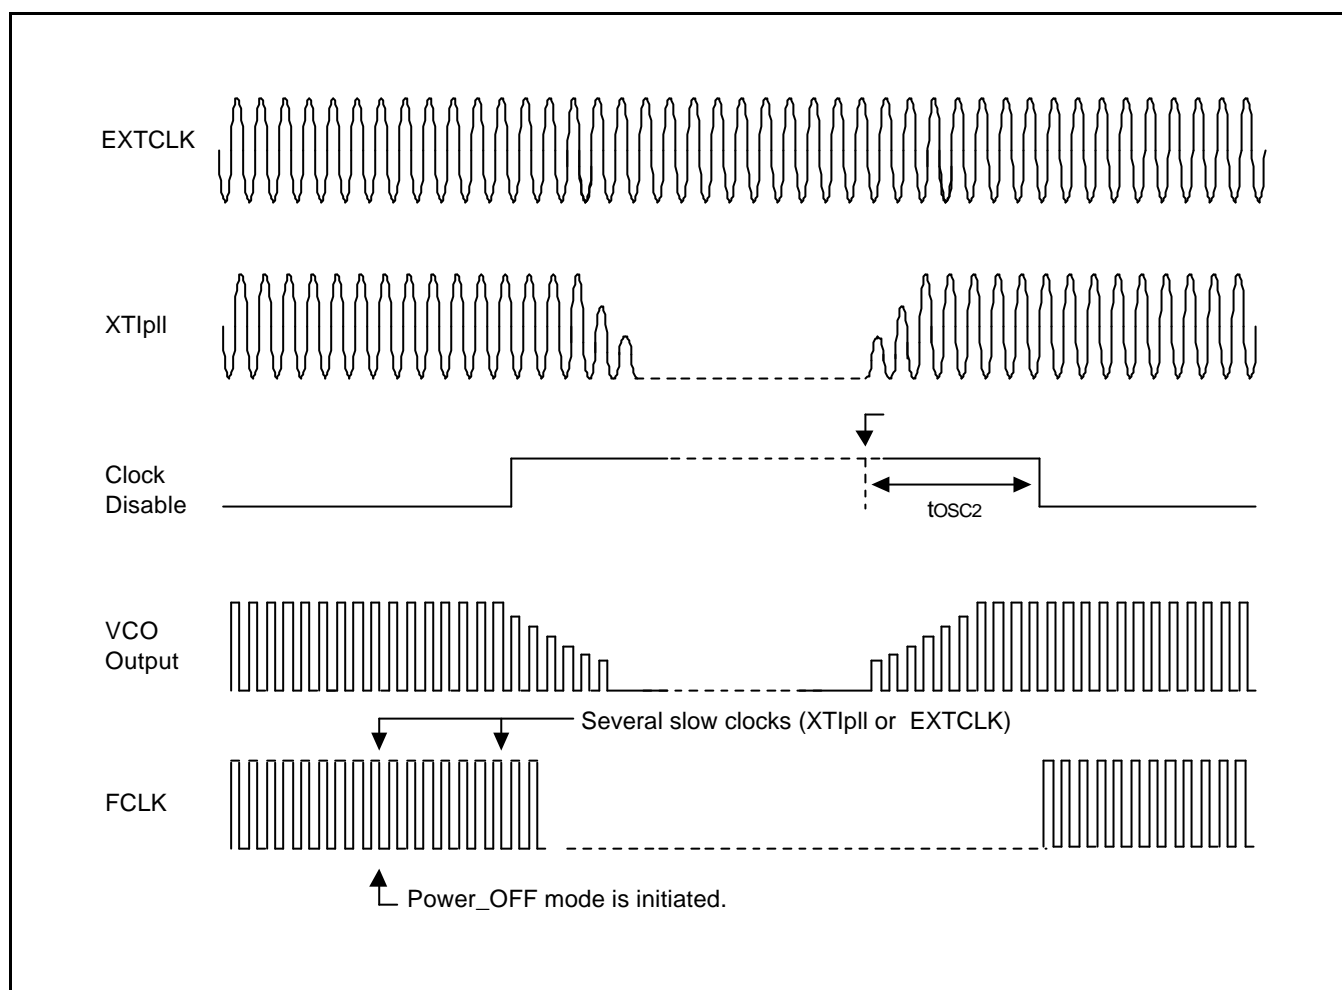 EXTCLK
XTIpll
Clock
Disable
tOSC2
VCO
Output
Several slow clocks (XTIpll or EXTCLK)
FCLK
Power_OFF mode is initiated.